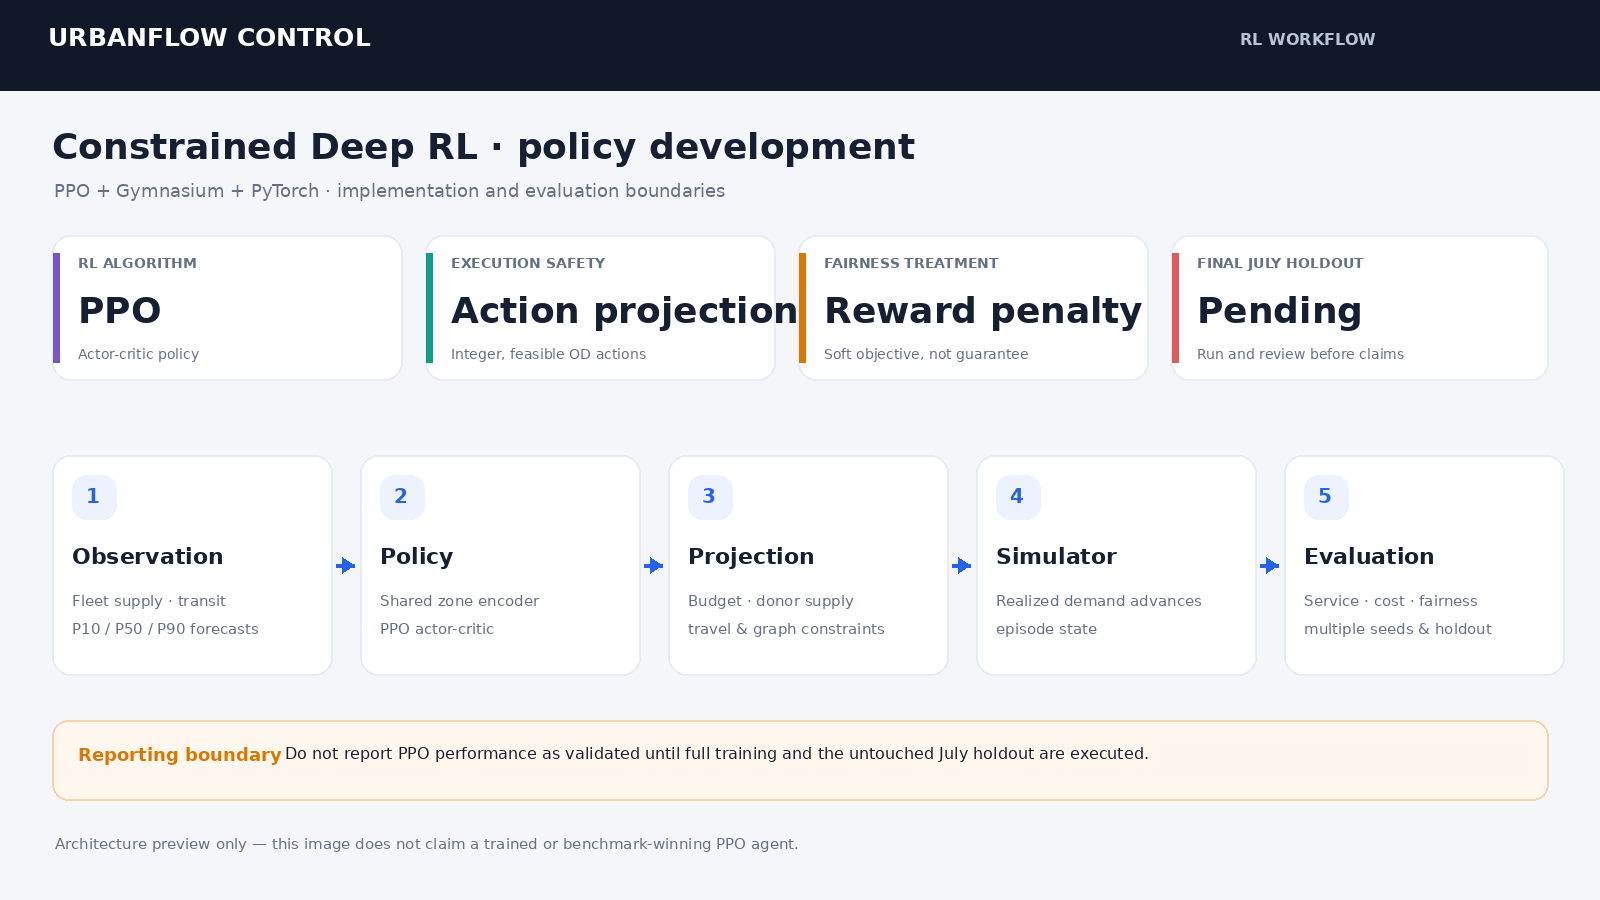 URBANFLOW CONTROL
RL WORKFLOW
Constrained Deep RL · policy development
PPO + Gymnasium + PyTorch · implementation and evaluation boundaries
RL ALGORITHM
PPO
Actor-critic policy
EXECUTION SAFETY
Action projection
Integer, feasible OD actions
FAIRNESS TREATMENT
Reward penalty
Soft objective, not guarantee
FINAL JULY HOLDOUT
Pending
Run and review before claims
1
Observation
Fleet supply · transit
P10 / P50 / P90 forecasts
2
Policy
Shared zone encoder
PPO actor-critic
3
Projection
Budget · donor supply
travel & graph constraints
4
Simulator
Realized demand advances
episode state
5
Evaluation
Service · cost · fairness
multiple seeds & holdout
Reporting boundary Do not report PPO performance as validated until full training and the untouched July holdout are executed.
Architecture preview only — this image does not claim a trained or benchmark-winning PPO agent.